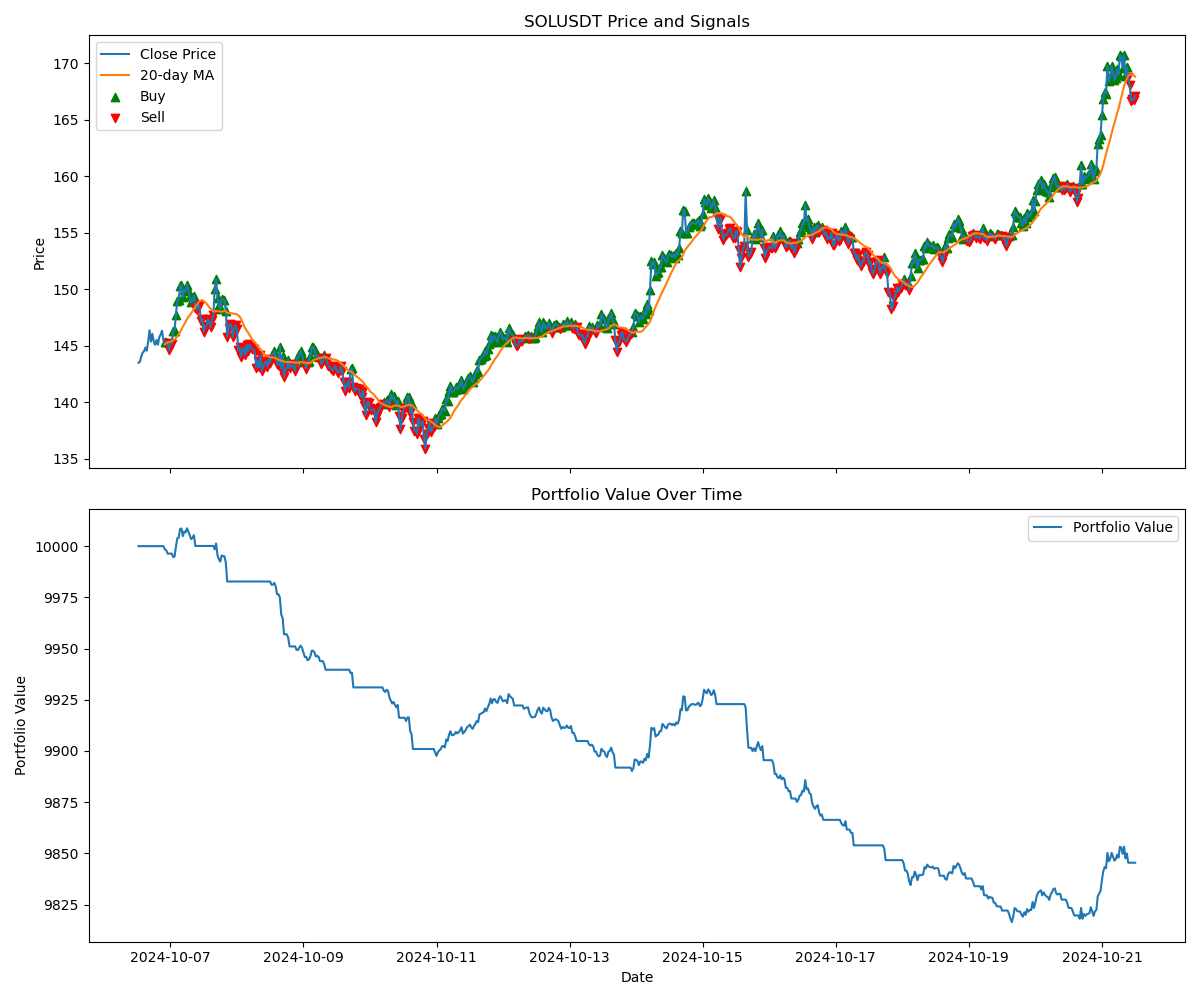 SOLUSDT Price and Signals
Close Price
20-day MA
Buy
Sell
Price
170
165
160
155
150
145
140
135
Portfolio Value Over Time
Portfolio Value
Portfolio Value
10000
9975
9950
9925
9900
9875
9850
9825
2024-10-07 2024-10-09 2024-10-11 2024-10-13 2024-10-15 2024-10-17 2024-10-19 2024-10-21
Date